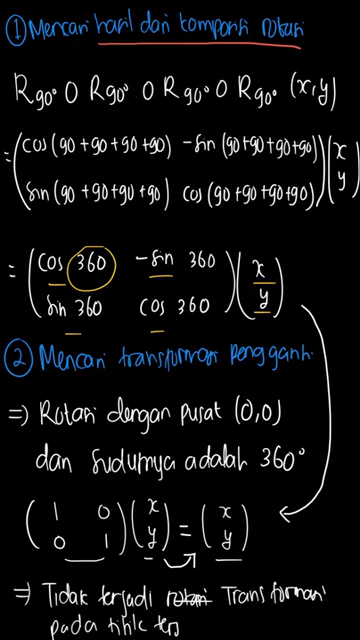 ① Mencari hasil dari komposisi rotasi
R90° O R90° O R90° O R90° (x,y)
= (cos(90+90+90+90) -sin(90+90+90+90)) (x
sin(90+90+90+90) cos(90+90+90+90)) y)
= (cos 360 -sin 360) (x
sin 360 cos 360) y)
② Mencari transformasi pengganti
⇒ Rotasi dengan pusat (0,0)
dan sudutnya adalah 360°
(1 0) (x = (x
0 1) y) y)
⇒ Tidak terjadi Transformasi
pada titik